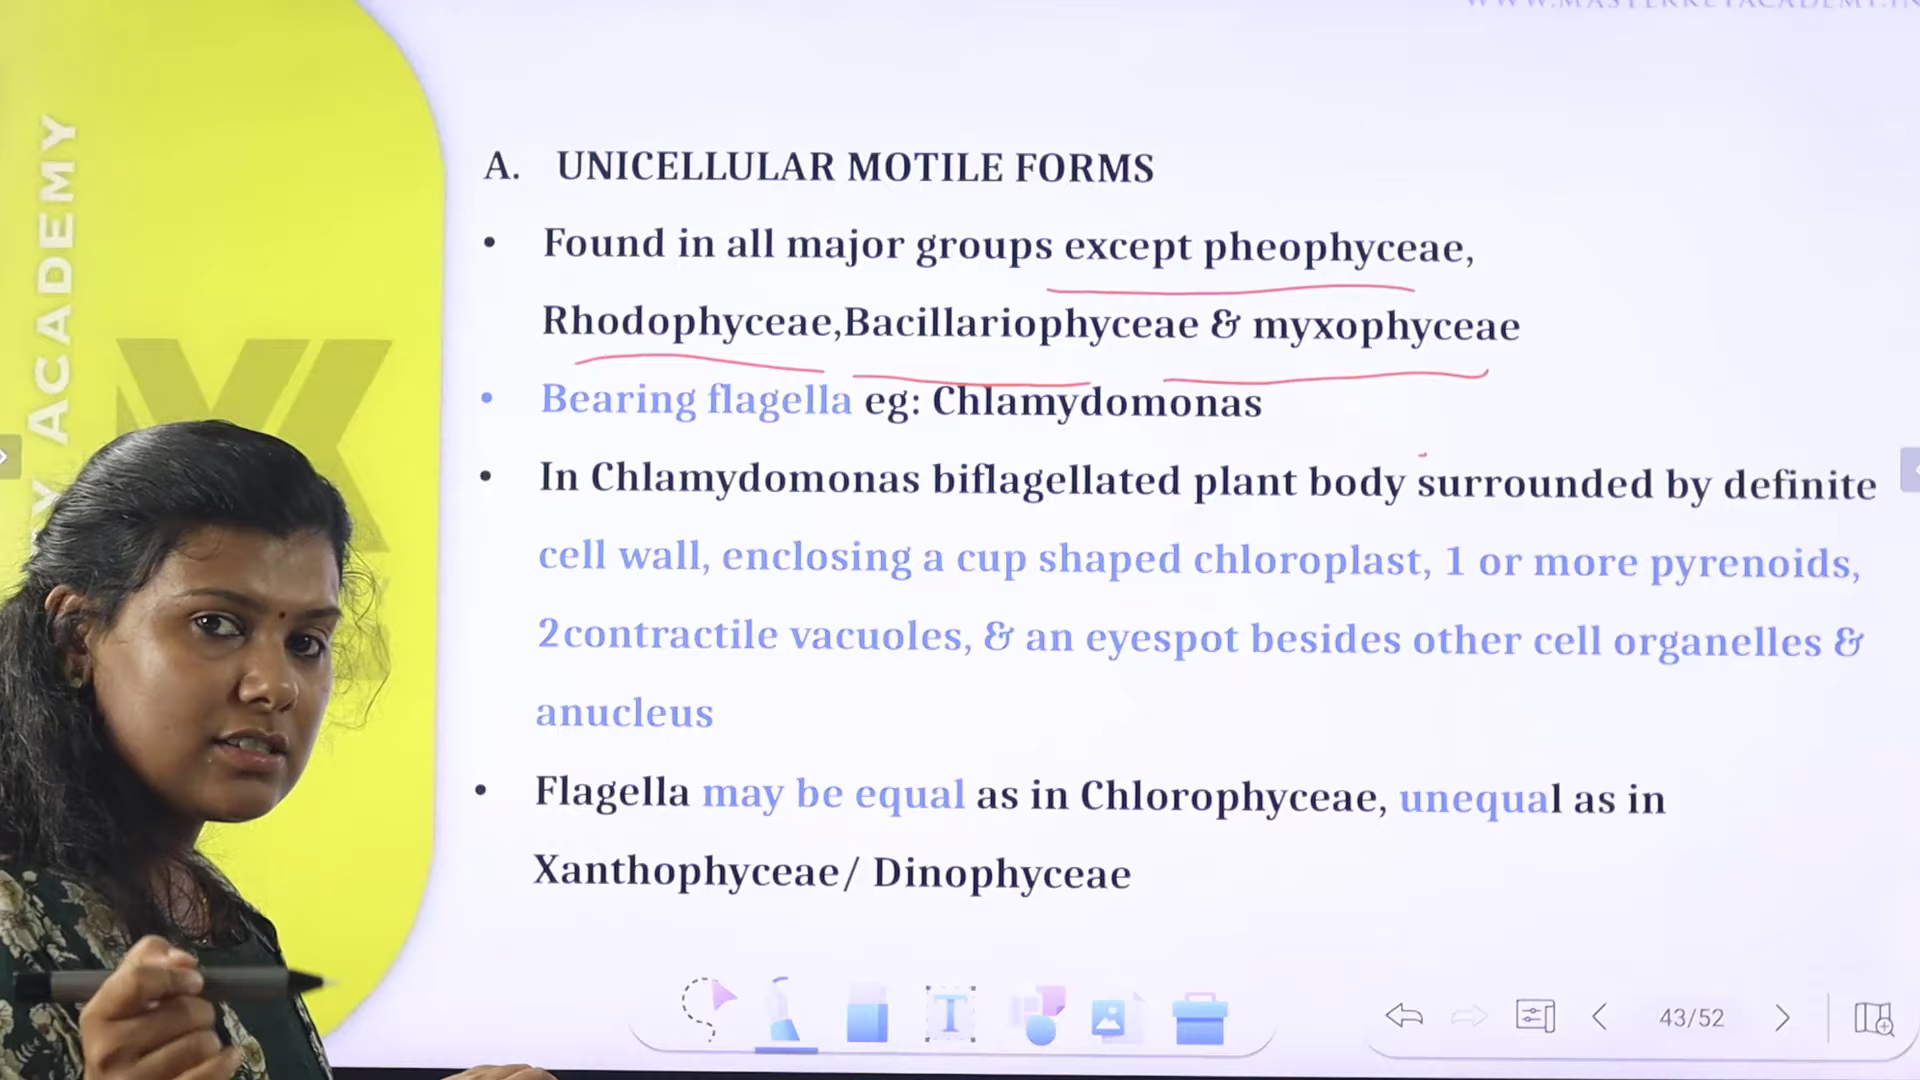 A. UNICELLULAR MOTILE FORMS
• Found in all major groups except pheophyceae,
Rhodophyceae,Bacillariophyceae & myxophyceae
• Bearing flagella eg: Chlamydomonas
• In Chlamydomonas biflagellated plant body surrounded by definite
cell wall, enclosing a cup shaped chloroplast, 1 or more pyrenoids,
2contractile vacuoles, & an eyespot besides other cell organelles &
anucleus
• Flagella may be equal as in Chlorophyceae, unequal as in
Xanthophyceae/ Dinophyceae
ACADEMY
T
43/52